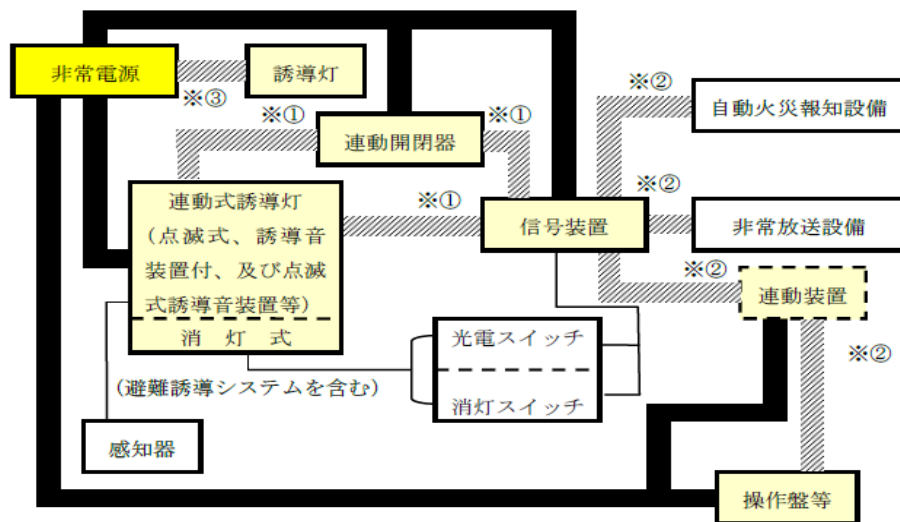 非常電源
誘導灯
※③
※①
※①
連動開閉器
※②
自動火災報知設備
連動式誘導灯
(点滅式、誘導音
装置付、及び点滅
式誘導音装置等)
消 灯 式
※①
信号装置
※②
非常放送設備
※②
連動装置
光電スイッチ
消灯スイッチ
※②
(避難誘導システムを含む)
感知器
操作盤等